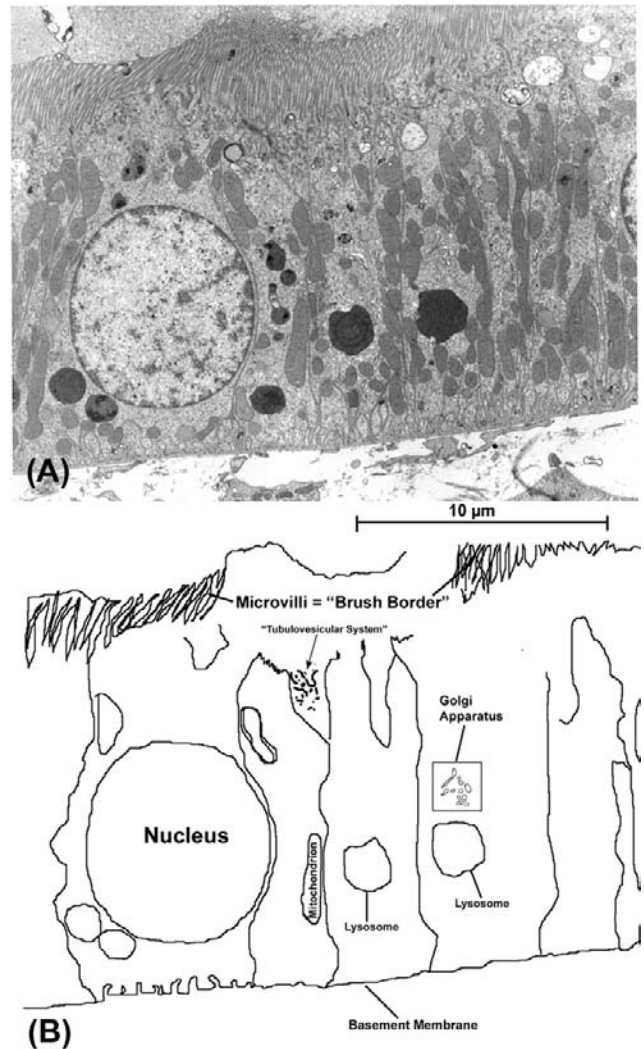 (A)
10 µm
Microvilli = “Brush Border”
“Tubulovesicular System”
Golgi
Apparatus
Nucleus
Mitochondrion
Lysosome
Lysosome
Basement Membrane
(B)